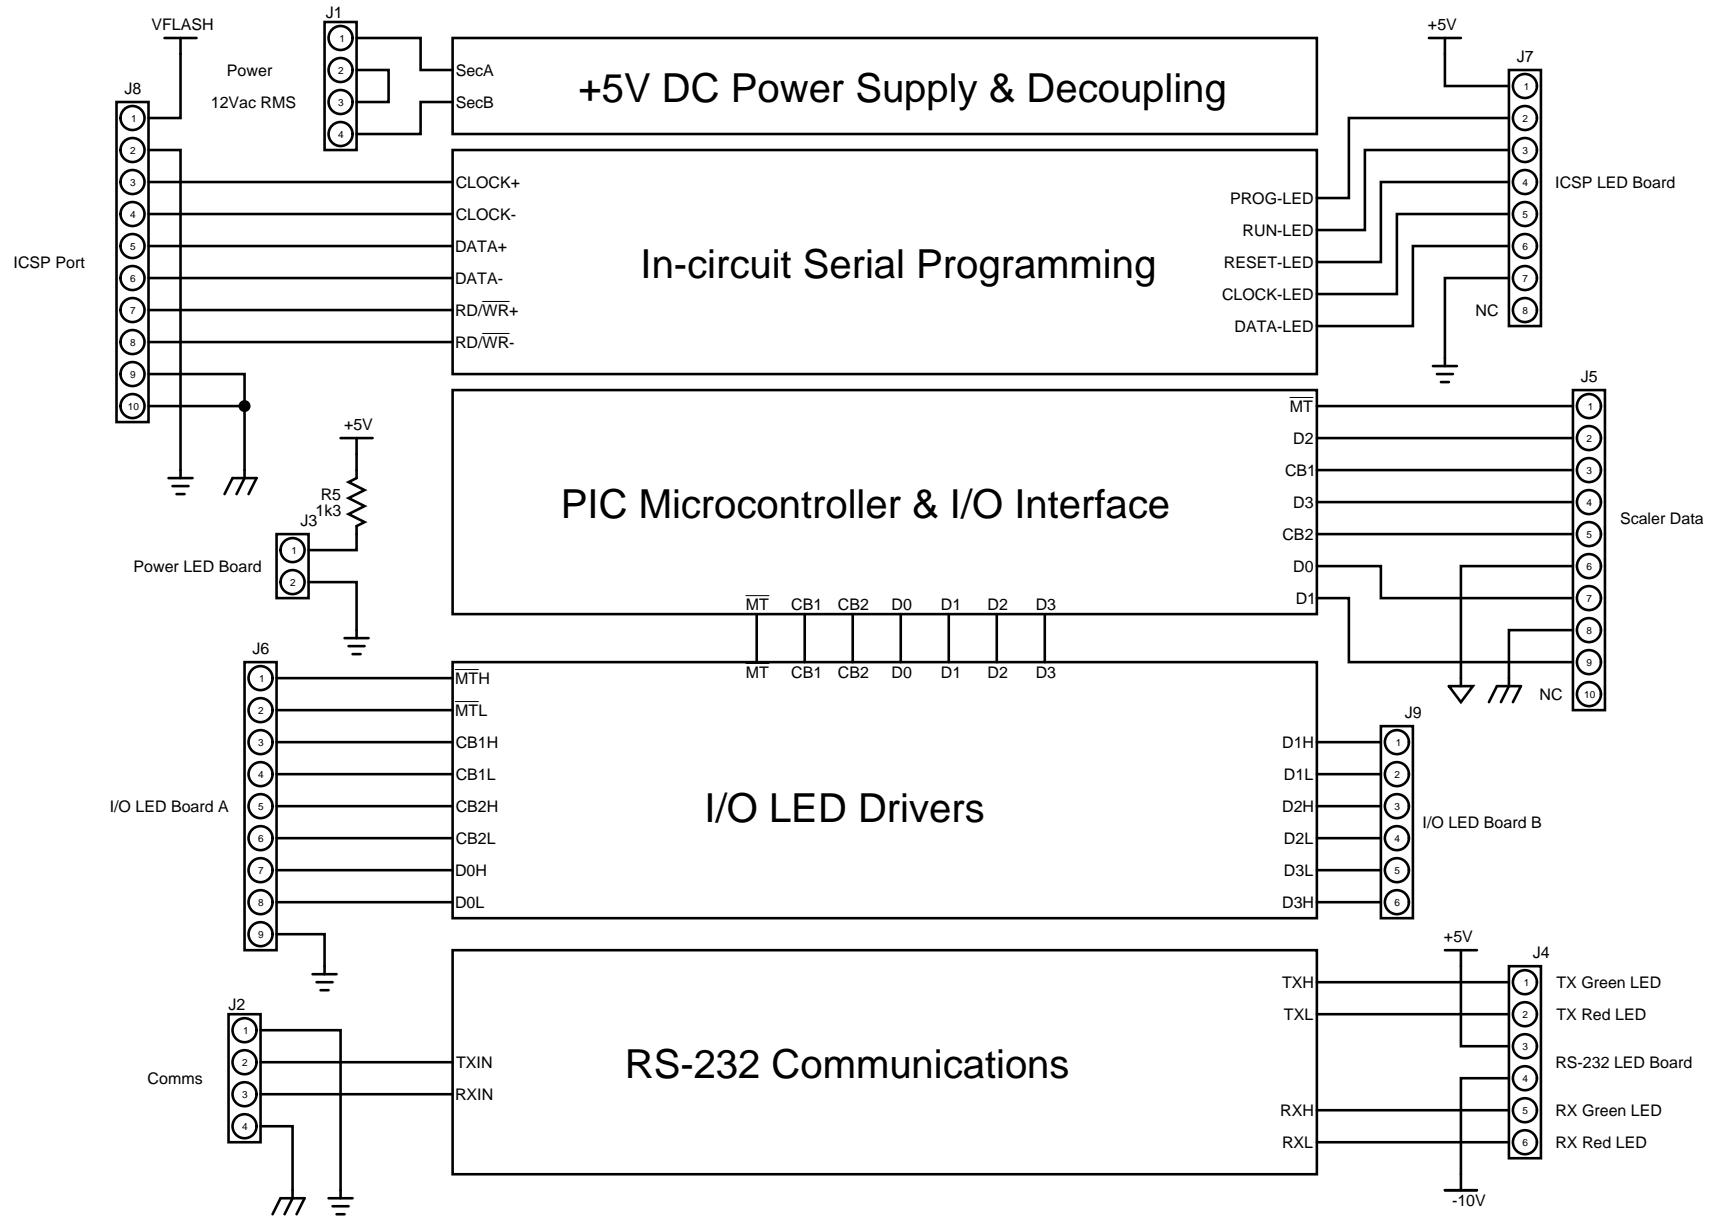 J1
VFLASH
+5V
J7
J8
Power
12Vac RMS
1
2
3
4
SecA
SecB
+5V DC Power Supply & Decoupling
1
2
3
4
5
6
7
8
ICSP LED Board
NC
1
2
3
4
5
6
7
8
9
10
ICSP Port
CLOCK+
CLOCK-
DATA+
DATA-
RD/W̅R̅+
RD/W̅R̅-
In-circuit Serial Programming
PROG-LED
RUN-LED
RESET-LED
CLOCK-LED
DATA-LED
J5
+5V
R5
1k3
J3
1
2
Power LED Board
PIC Microcontroller & I/O Interface
M̅T̅
D2
CB1
D3
CB2
D0
D1
1
2
3
4
5
6
7
8
9
10
Scaler Data
NC
M̅T̅ CB1 CB2 D0 D1 D2 D3
M̅T̅ CB1 CB2 D0 D1 D2 D3
J6
1
2
3
4
5
6
7
8
9
I/O LED Board A
M̅T̅H
M̅T̅L
CB1H
CB1L
CB2H
CB2L
D0H
D0L
I/O LED Drivers
D1H
D1L
D2H
D2L
D3L
D3H
J9
1
2
3
4
5
6
I/O LED Board B
J2
1
2
3
4
Comms
TXIN
RXIN
RS-232 Communications
TXH
TXL
RXH
RXL
+5V
J4
1
2
3
4
5
6
TX Green LED
TX Red LED
RS-232 LED Board
RX Green LED
RX Red LED
-10V